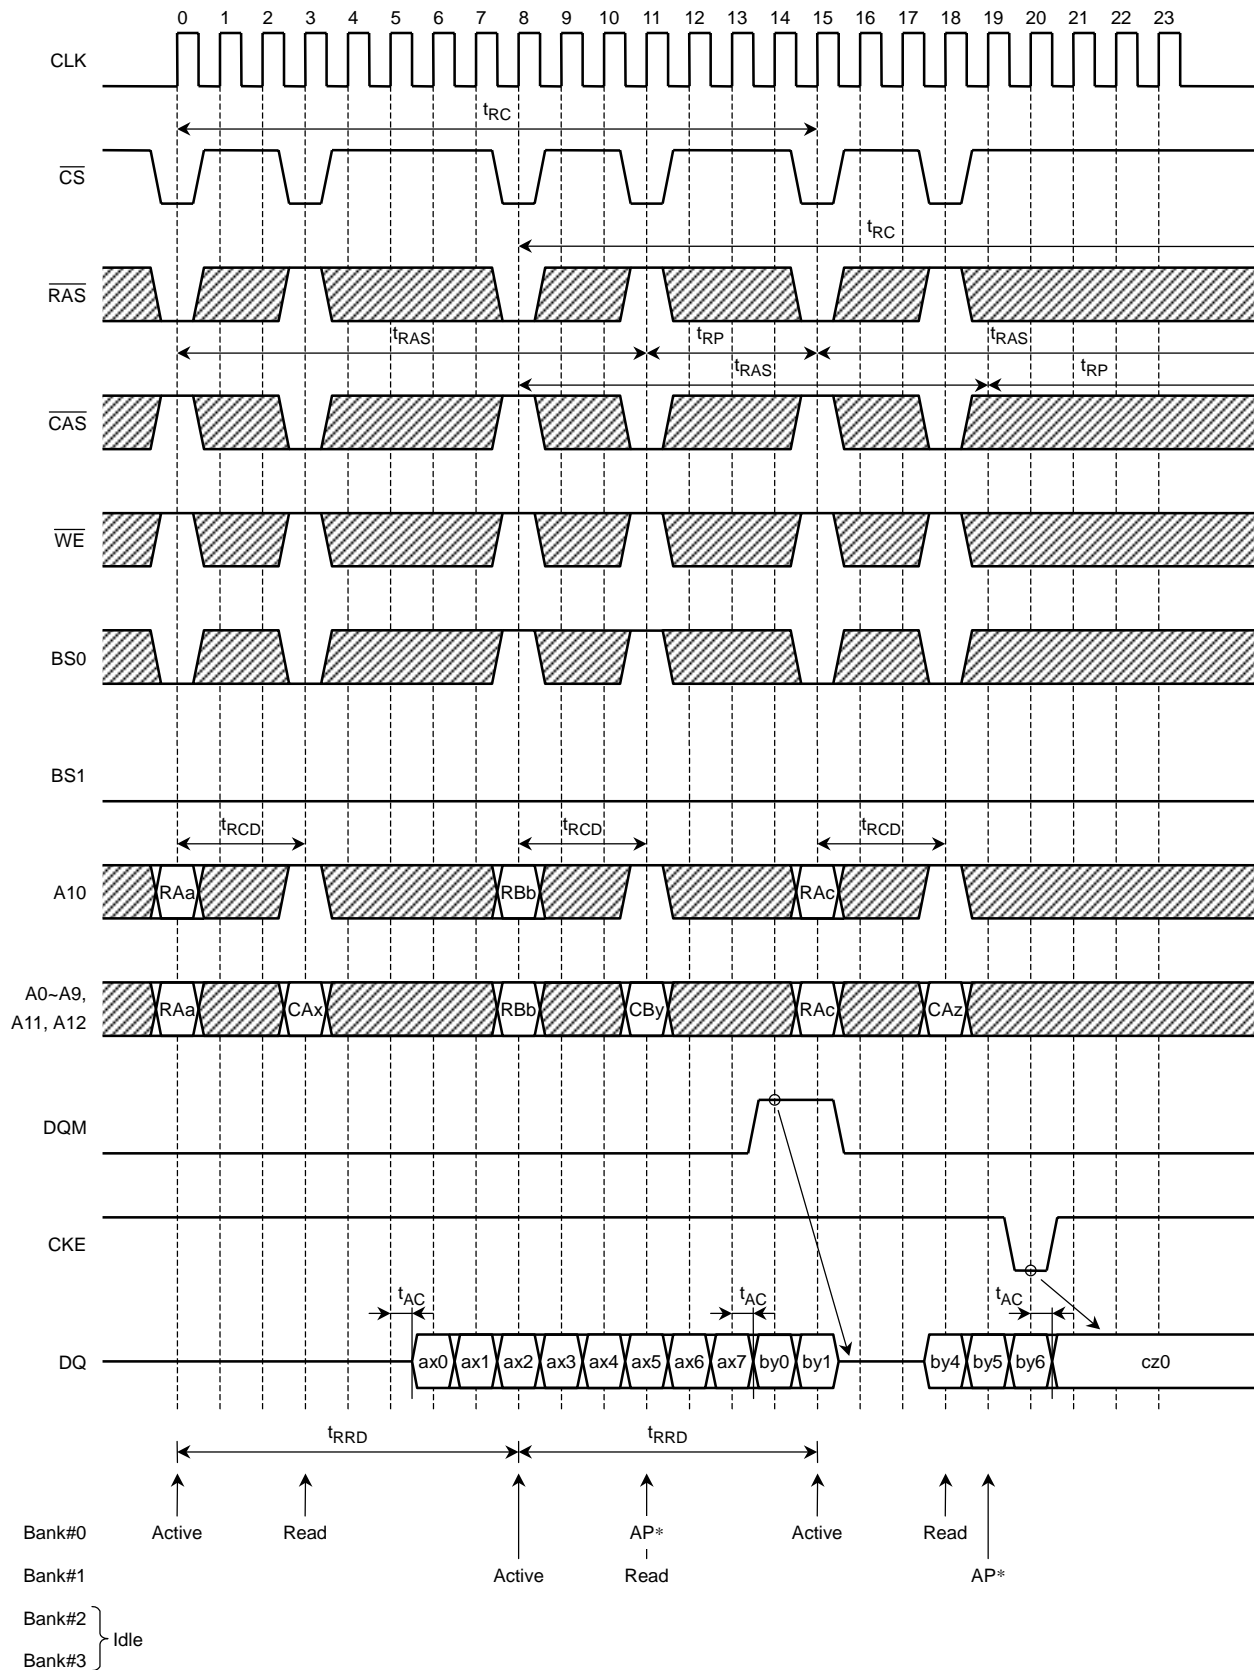 0 1 2 3 4 5 6 7 8 9 10 11 12 13 14 15 16 17 18 19 20 21 22 23
CLK
tRC
CS
tRC
RAS
tRAS tRP tRAS
tRAS tRP
CAS
WE
BS0
BS1
tRCD tRCD tRCD
A10 RAa RBb RAc
A0~A9,
A11, A12
RAa CAx RBb CBy RAc CAz
DQM
CKE
tAC tAC tAC
DQ ax0 ax1 ax2 ax3 ax4 ax5 ax6 ax7 by0 by1 by4 by5 by6 cz0
tRRD tRRD
Bank#0 Active Read AP* Active Read
Bank#1 Active Read AP*
Bank#2
Idle
Bank#3